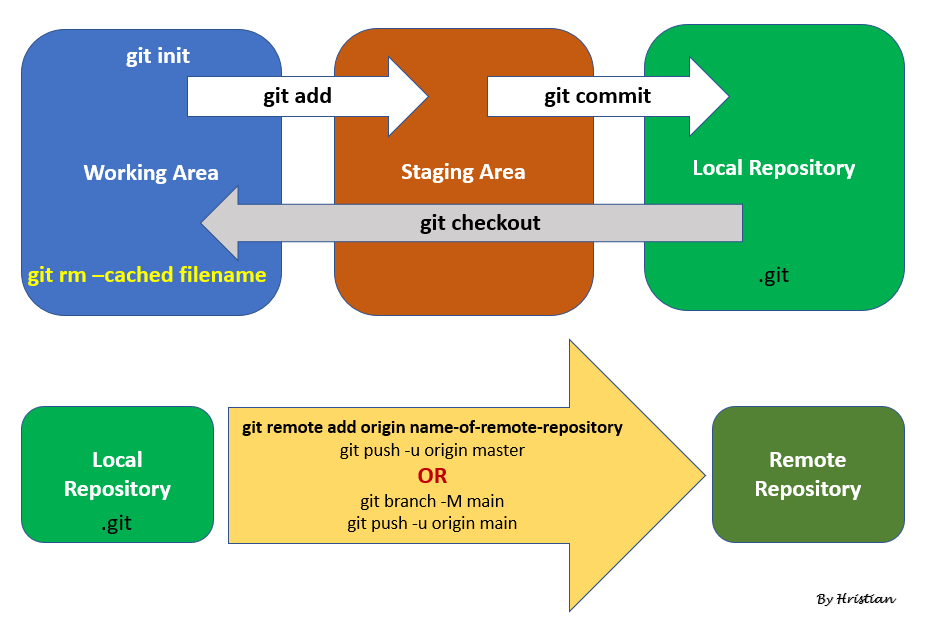 git init
git add
git commit
Working Area
Staging Area
Local Repository
git checkout
git rm –cached filename
.git
git remote add origin name-of-remote-repository
git push -u origin master
OR
git branch -M main
git push -u origin main
Local
Repository
.git
Remote
Repository
By Hristian